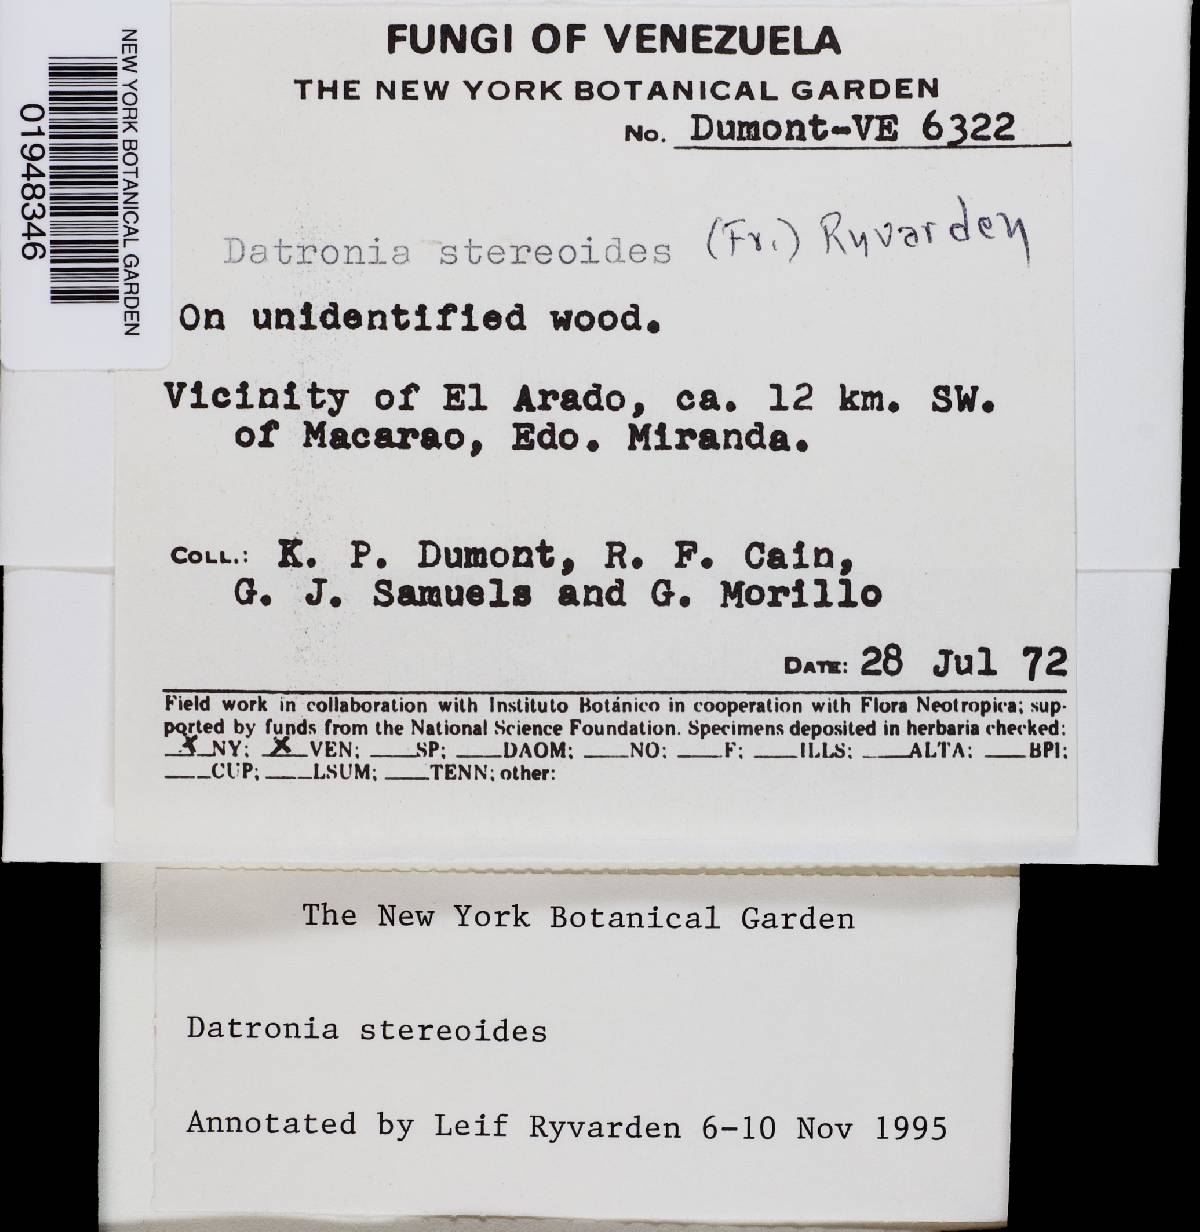 NEW YORK BOTANICAL GARDEN
01948346
FUNGI OF VENEZUELA
THE NEW YORK BOTANICAL GARDEN
No. Dumont-VE 6322
Datronia stereoides (Fr.) Ryvarden
On unidentified wood.
Vicinity of El Arado, ca. 12 km. SW.
of Macarao, Edo. Miranda.
COLL.: K. P. Dumont, R. F. Cain,
G. J. Samuels and G. Morillo
DATE: 28 Jul 72
Field work in collaboration with Instituto Botánico in cooperation with Flora Neotropica; sup-
ported by funds from the National Science Foundation. Specimens deposited in herbaria checked:
X NY; X VEN; ___SP; ___DAOM; ___NO; ___F; ___ILLS; ___ALTA; ___BPI;
___CUP; ___LSUM; ___TENN; other:
The New York Botanical Garden
Datronia stereoides
Annotated by Leif Ryvarden 6-10 Nov 1995